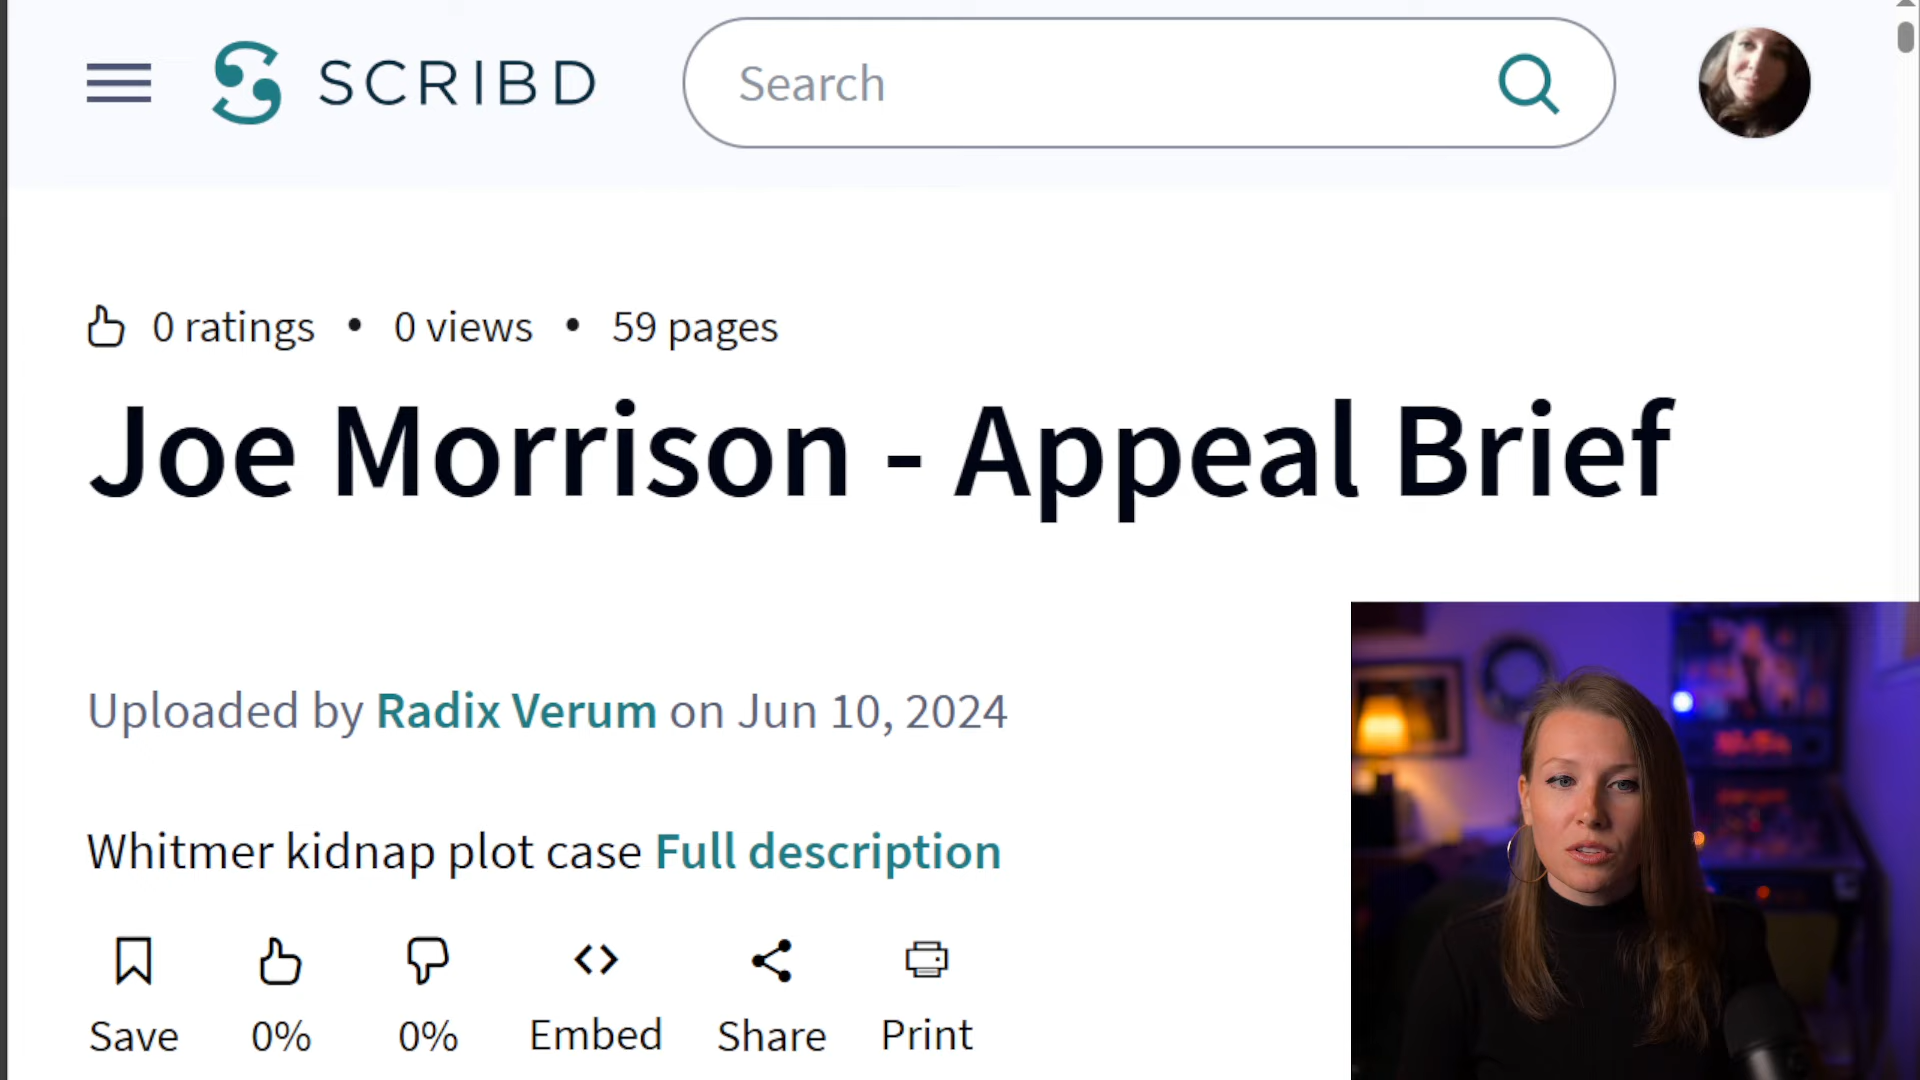 SCRIBD
Search
0 ratings • 0 views • 59 pages
Joe Morrison - Appeal Brief
Uploaded by Radix Verum on Jun 10, 2024
Whitmer kidnap plot case Full description
Save 0% 0% Embed Share Print